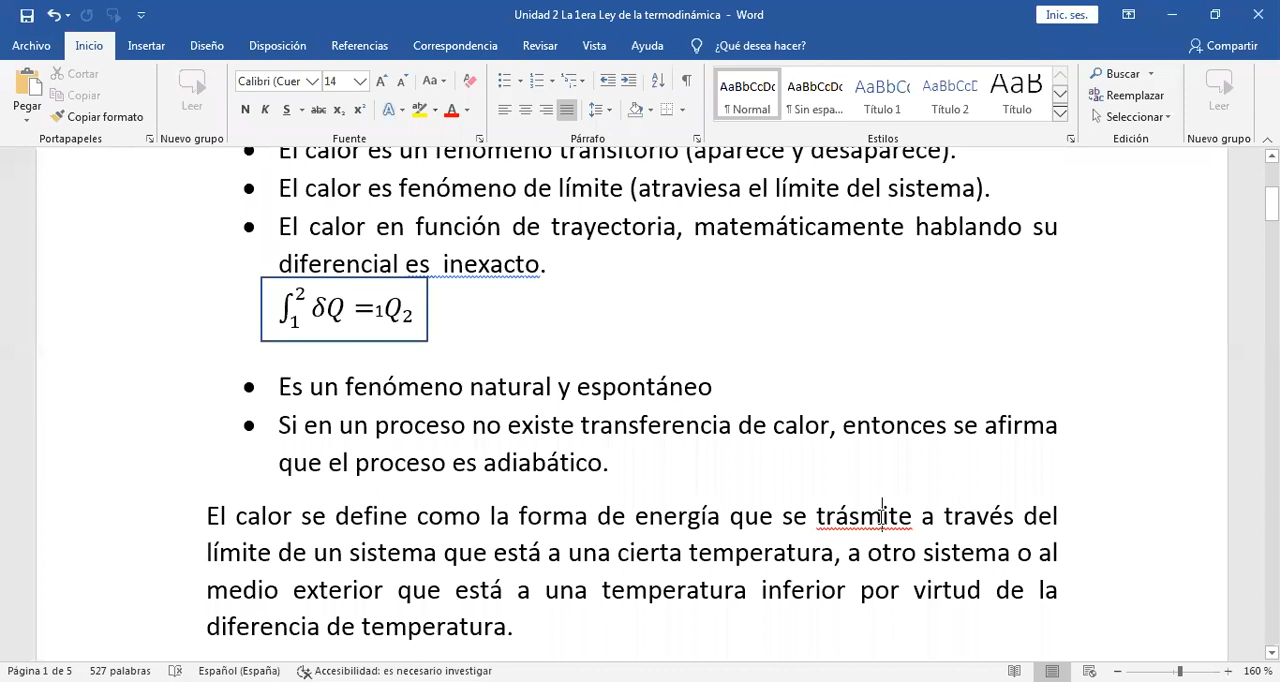 Unidad 2 La 1era Ley de la termodinámica - Word
Inic. ses.
Archivo Inicio Insertar Diseño Disposición Referencias Correspondencia Revisar Vista Ayuda ¿Qué desea hacer? Compartir
Pegar
Cortar
Copiar
Copiar formato
Portapapeles
Leer
Nuevo grupo
Calibri (Cuer 14
Fuente
Párrafo
AaBbCcDc AaBbCcDc AaBbCc AaBbCcD AaB
¶ Normal ¶ Sin espa... Título 1 Título 2 Título
Estilos
Buscar
Reemplazar
Seleccionar
Edición
Leer
Nuevo grupo
• El calor es un fenómeno transitorio (aparece y desaparece).
• El calor es fenómeno de límite (atraviesa el límite del sistema).
• El calor en función de trayectoria, matemáticamente hablando su
diferencial es inexacto.
∫₁² δQ =₁Q₂
• Es un fenómeno natural y espontáneo
• Si en un proceso no existe transferencia de calor, entonces se afirma
que el proceso es adiabático.
El calor se define como la forma de energía que se trásmite a través del
límite de un sistema que está a una cierta temperatura, a otro sistema o al
medio exterior que está a una temperatura inferior por virtud de la
diferencia de temperatura.
Página 1 de 5 527 palabras Español (España) Accesibilidad: es necesario investigar 160 %